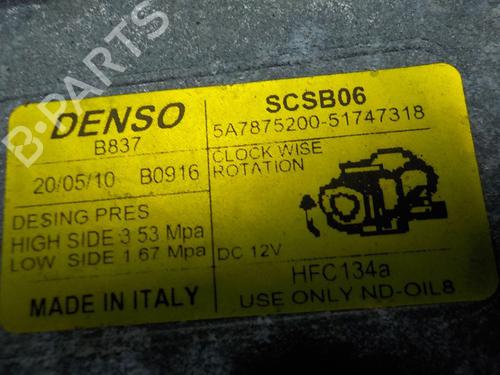 B-PARTS
DENSO
B837
20/05/10 B0916
DESING PRES
HIGH SIDE 3 53 Mpa
LOW SIDE 1.67 Mpa
MADE IN ITALY
SCSB06
5A7875200-51747318
CLOCK WISE
ROTATION
DC 12V
HFC134a
USE ONLY ND-OIL8